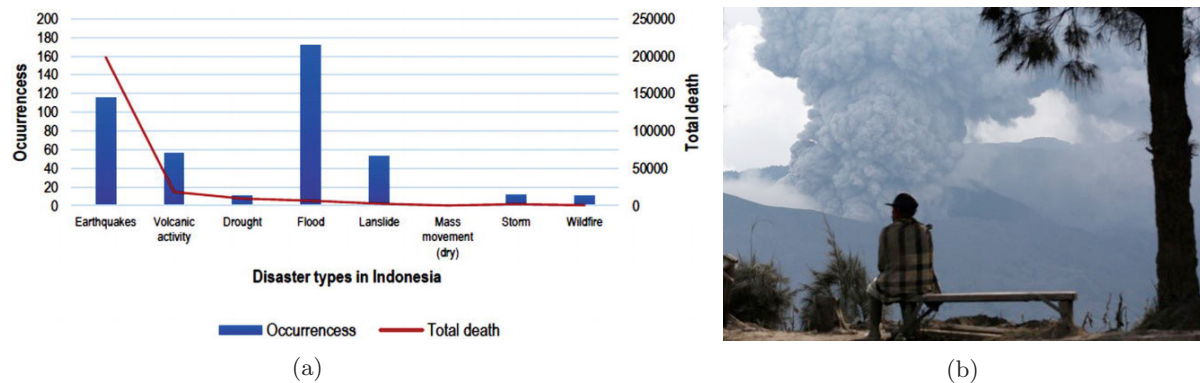 200
180
160
140
120
100
80
60
40
20
0
Ocuurrencess
250000
200000
150000
100000
50000
0
Total death
Earthquakes Volcanic activity Drought Flood Lanslide Mass movement (dry) Storm Wildfire
Disaster types in Indonesia
Occurrencess Total death
(a)
(b)